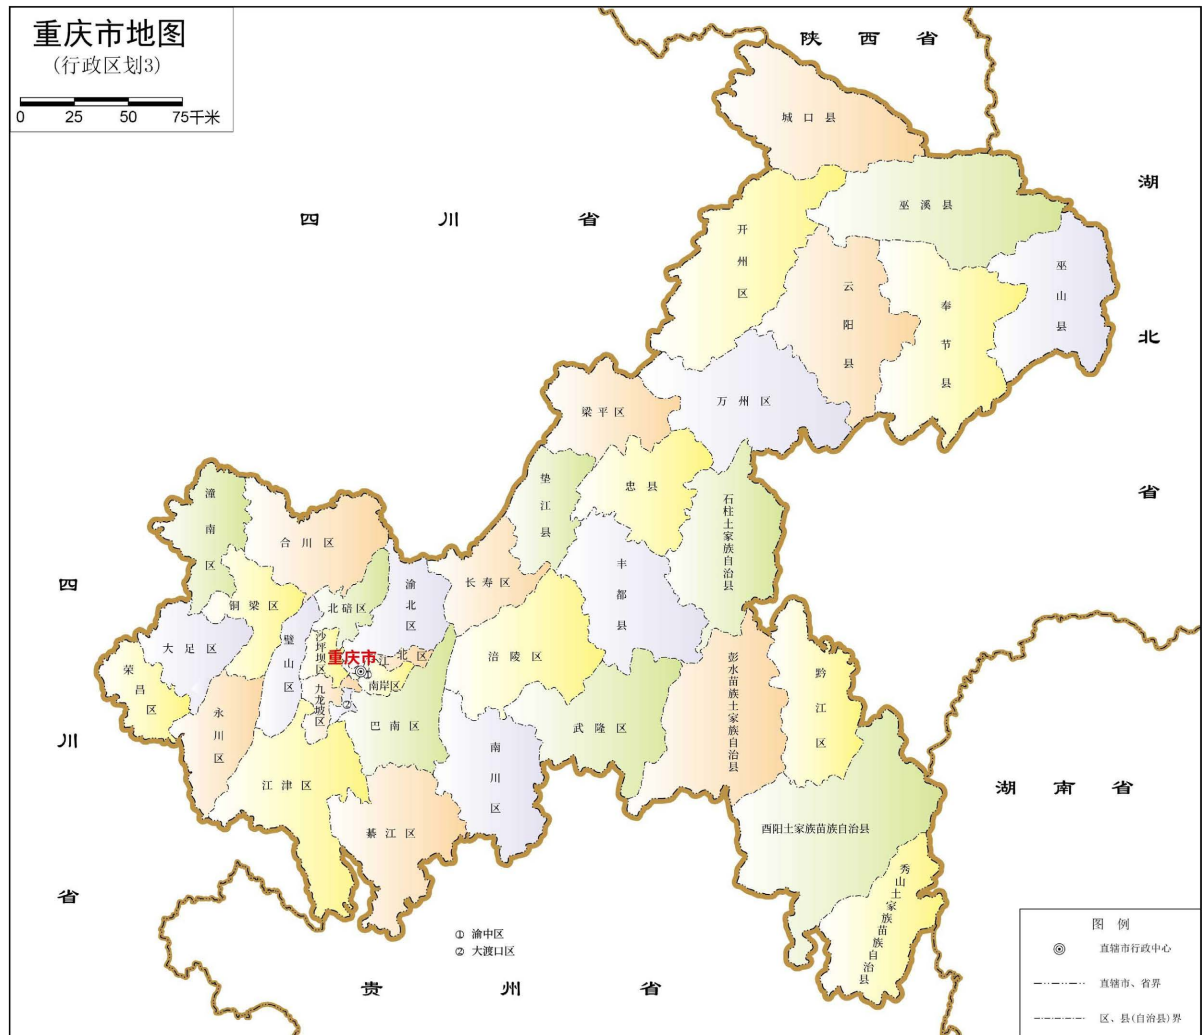 重庆市地图
(行政区划3)
0 25 50 75千米
陕西省
城口县
湖北省
四川省
巫溪县
开州区
巫山县
云阳县
奉节县
万州区
梁平区
忠县
垫江县
石柱土家族自治县
潼南区
合川区
丰都县
长寿区
渝北区
北碚区
铜梁区
四川省
大足区
璧山区
沙坪坝区
重庆市
江北区
①
南岸区
涪陵区
彭水苗族土家族自治县
黔江区
荣昌区
九龙坡区
②
永川区
巴南区
武隆区
南川区
江津区
湖南省
綦江区
酉阳土家族苗族自治县
秀山土家族苗族自治县
① 渝中区
② 大渡口区
贵州省
图例
直辖市行政中心
直辖市、省界
区、县(自治县)界